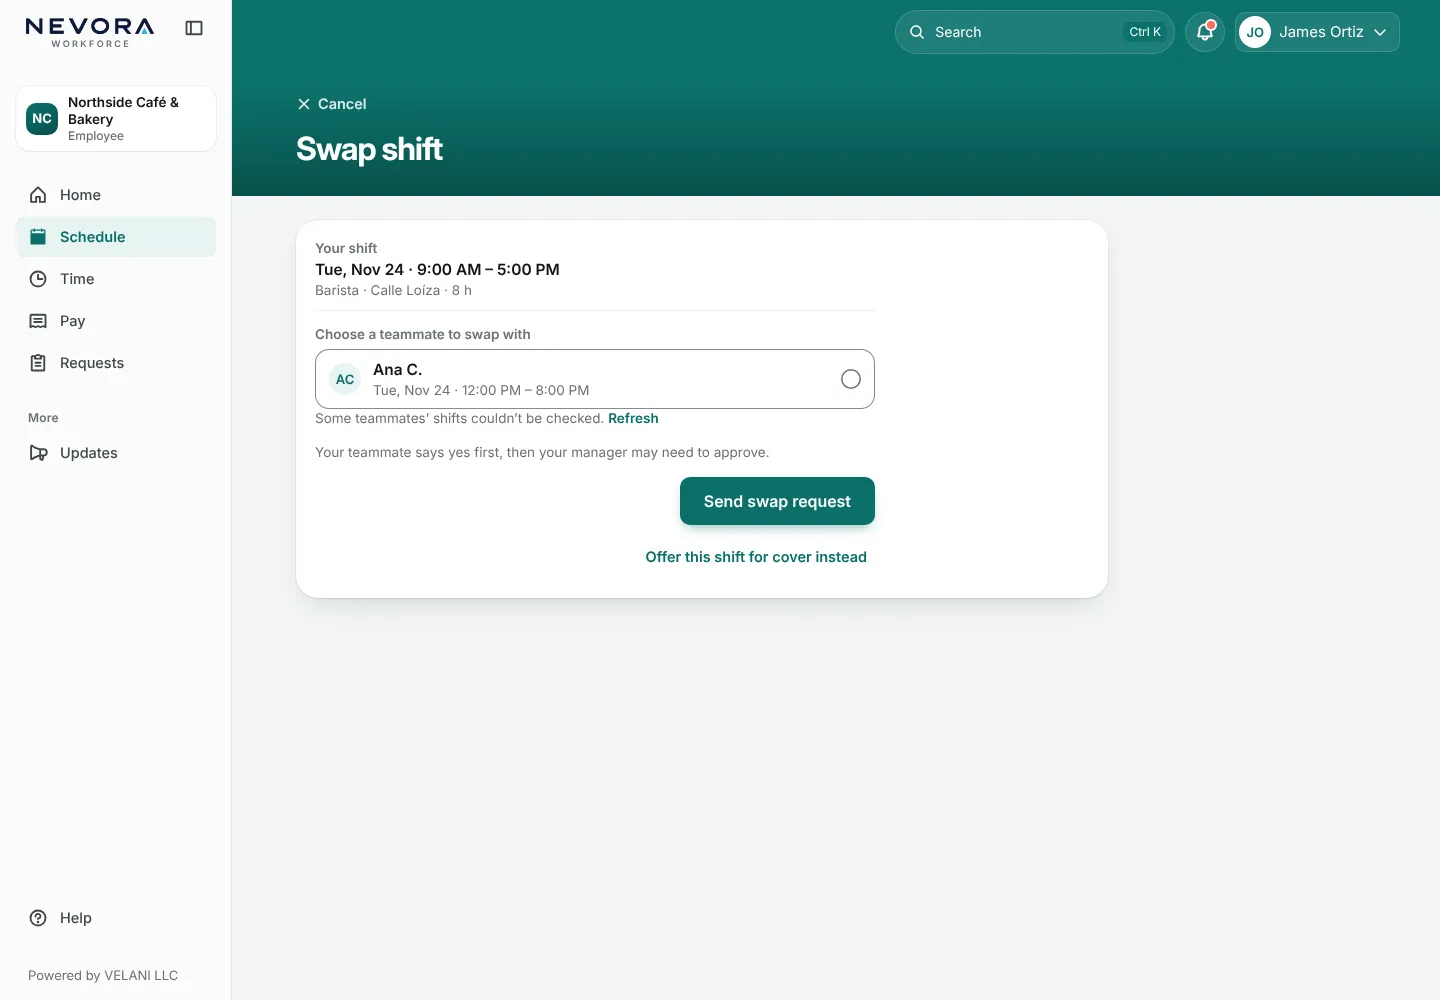 NEVORA
WORKFORCE
Search
Ctrl K
JO
James Ortiz
NC
Northside Café &
Bakery
Employee
Home
Schedule
Time
Pay
Requests
More
Updates
Help
Powered by VELANI LLC
Cancel
Swap shift
Your shift
Tue, Nov 24 · 9:00 AM – 5:00 PM
Barista · Calle Loíza · 8 h
Choose a teammate to swap with
AC
Ana C.
Tue, Nov 24 · 12:00 PM – 8:00 PM
Some teammates’ shifts couldn’t be checked. Refresh
Your teammate says yes first, then your manager may need to approve.
Send swap request
Offer this shift for cover instead